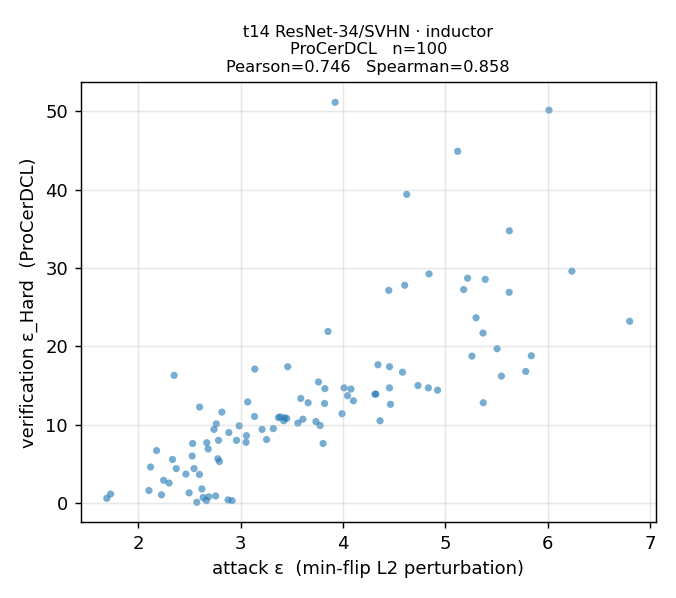 t14 ResNet-34/SVHN · inductor
ProCerDCL   n=100
Pearson=0.746   Spearman=0.858
50
40
30
20
10
0
verification ε_Hard  (ProCerDCL)
2
3
4
5
6
7
attack ε  (min-flip L2 perturbation)